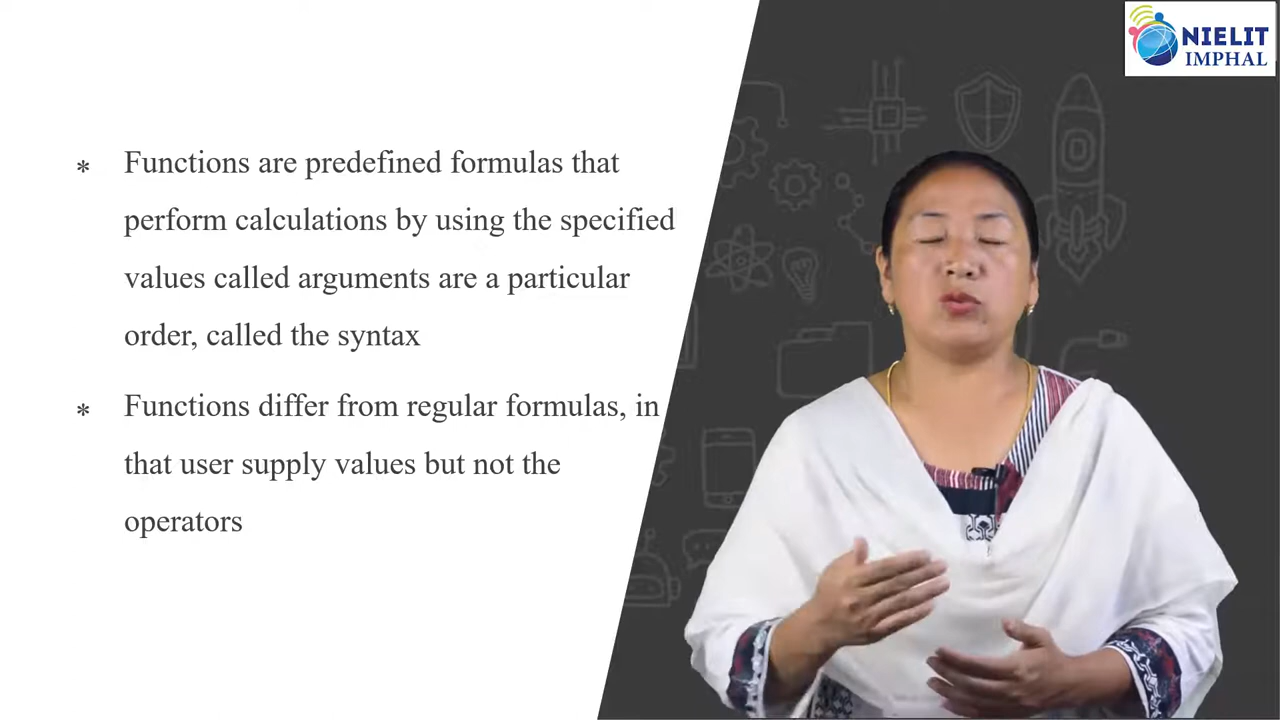 NIELIT
IMPHAL
* Functions are predefined formulas that
perform calculations by using the specified
values called arguments are a particular
order, called the syntax
* Functions differ from regular formulas, in
that user supply values but not the
operators